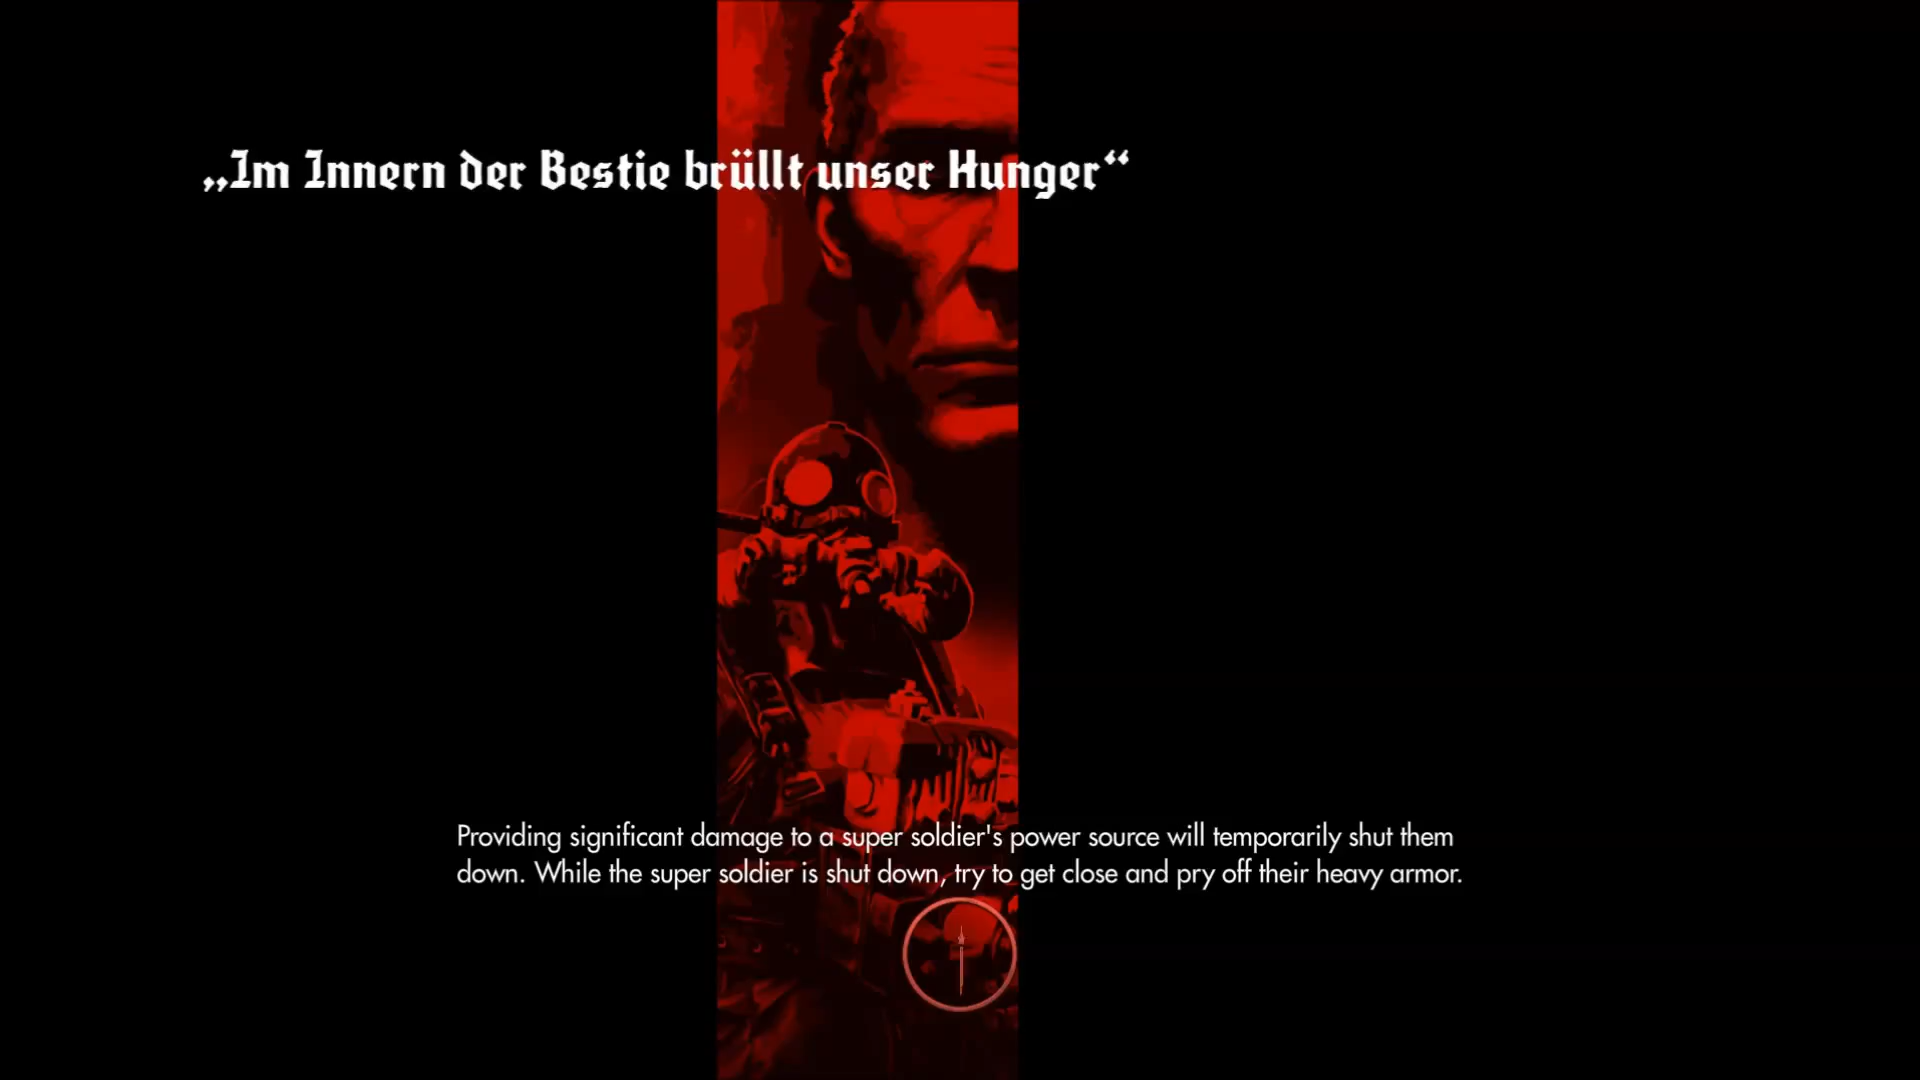 „Im Innern der Bestie brüllt unser Hunger“
Providing significant damage to a super soldier's power source will temporarily shut them
down. While the super soldier is shut down, try to get close and pry off their heavy armor.